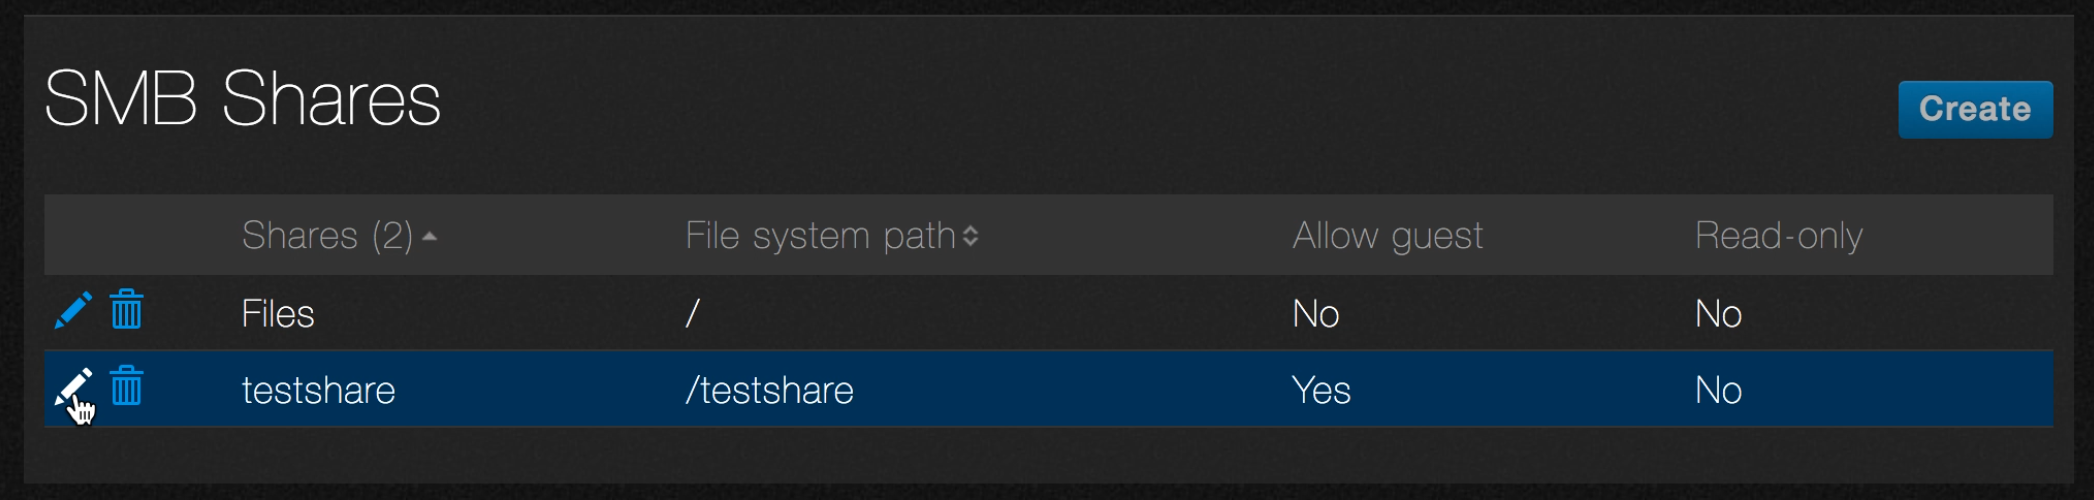 SMB Shares
Create
Shares (2) File system path Allow guest Read-only
Files / No No
testshare /testshare Yes No